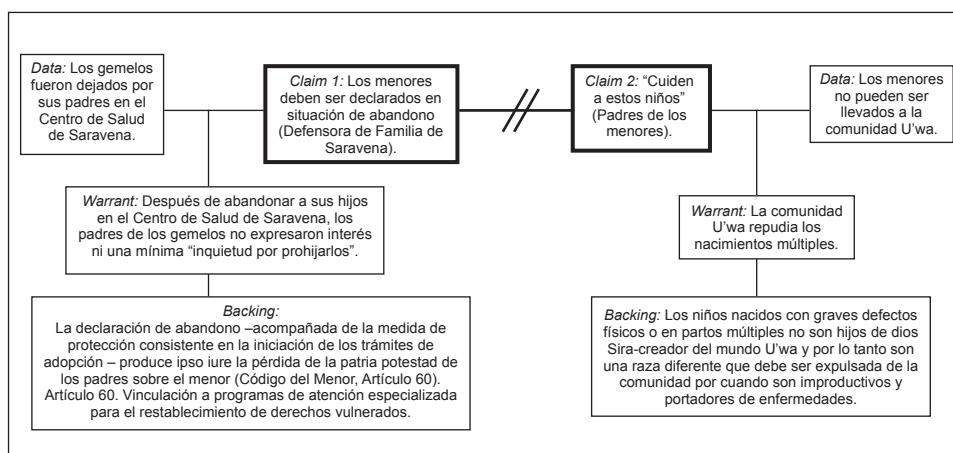 Data: Los gemelos
fueron dejados por
sus padres en el
Centro de Salud
de Saravena.
Claim 1: Los menores
deben ser declarados en
situación de abandono
(Defensora de Familia de
Saravena).
Claim 2: “Cuiden
a estos niños”
(Padres de los
menores).
Data: Los menores
no pueden ser
llevados a la
comunidad U'wa.
Warrant: Después de abandonar a sus hijos
en el Centro de Salud de Saravena, los
padres de los gemelos no expresaron interés
ni una mínima “inquietud por prohijarlos”.
Warrant: La comunidad
U'wa repudia los
nacimientos múltiples.
Backing:
La declaración de abandono –acompañada de la medida de
protección consistente en la iniciación de los trámites de
adopción – produce ipso iure la pérdida de la patria potestad de
los padres sobre el menor (Código del Menor, Artículo 60).
Artículo 60. Vinculación a programas de atención especializada
para el restablecimiento de derechos vulnerados.
Backing: Los niños nacidos con graves defectos
físicos o en partos múltiples no son hijos de dios
Sira-creador del mundo U'wa y por lo tanto son
una raza diferente que debe ser expulsada de la
comunidad por cuando son improductivos y
portadores de enfermedades.